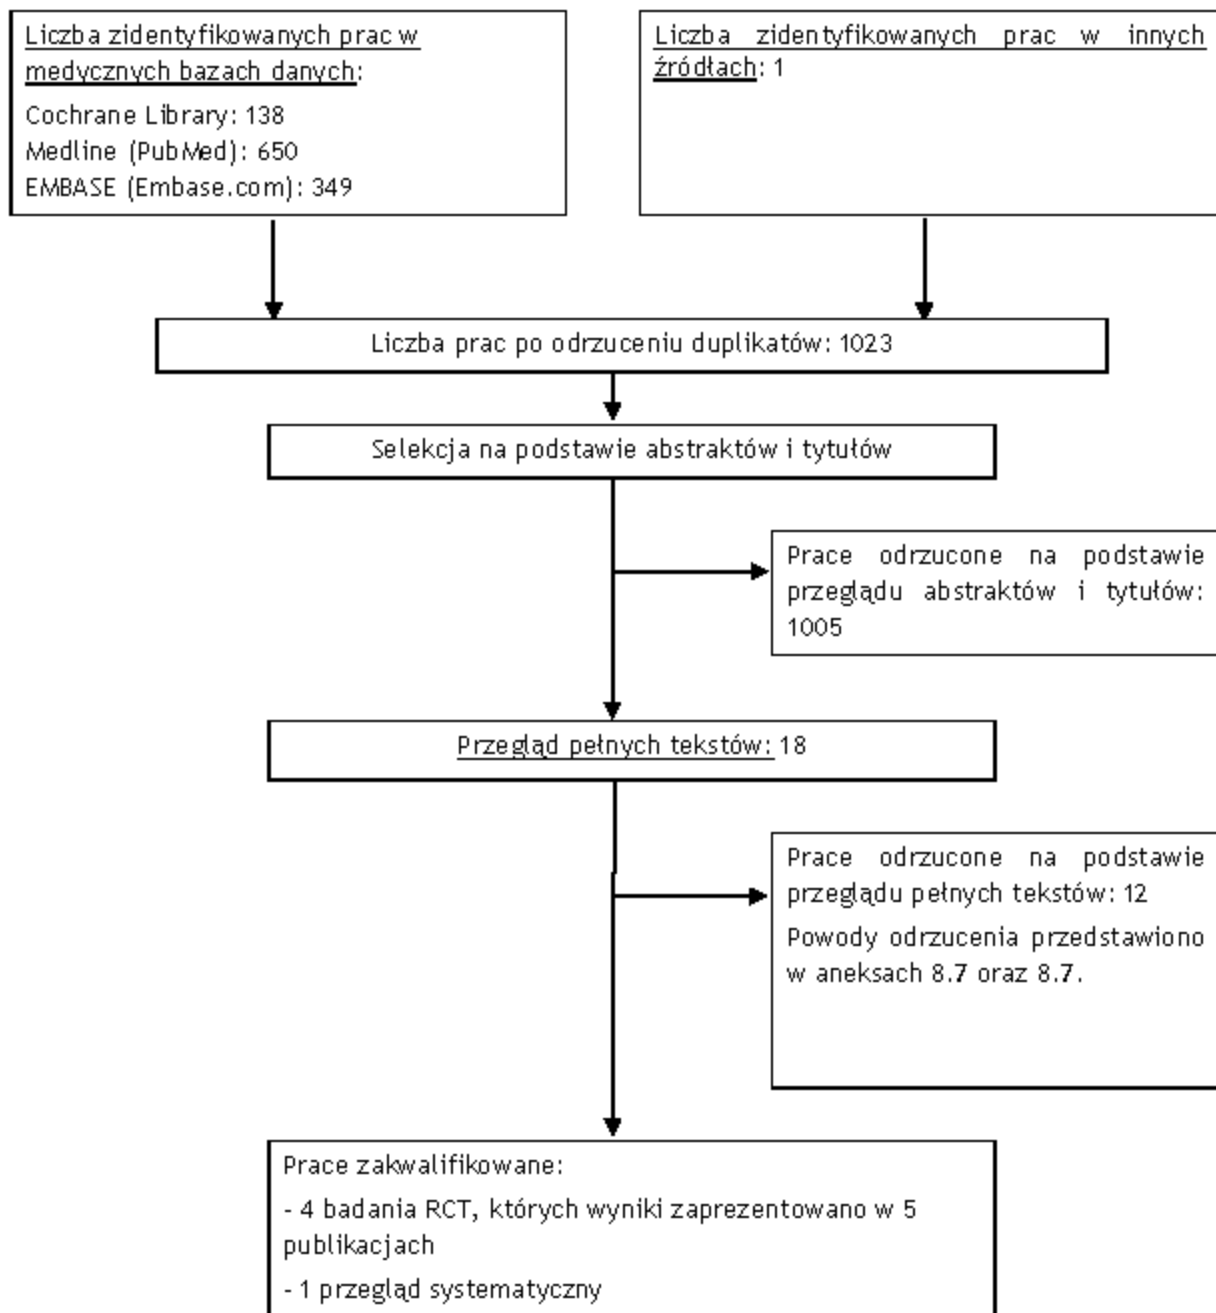 Liczba zidentyfikowanych prac w
medycznych bazach danych:
Cochrane Library: 138
Medline (PubMed): 650
EMBASE (Embase.com): 349
Liczba zidentyfikowanych prac w innych
źródłach: 1
Liczba prac po odrzuceniu duplikatów: 1023
Selekcja na podstawie abstraktów i tytułów
Prace odrzucone na podstawie
przeglądu abstraktów i tytułów:
1005
Przegląd pełnych tekstów: 18
Prace odrzucone na podstawie
przeglądu pełnych tekstów: 12
Powody odrzucenia przedstawiono
w aneksach 8.7 oraz 8.7.
Prace zakwalifikowane:
- 4 badania RCT, których wyniki zaprezentowano w 5
publikacjach
- 1 przegląd systematyczny